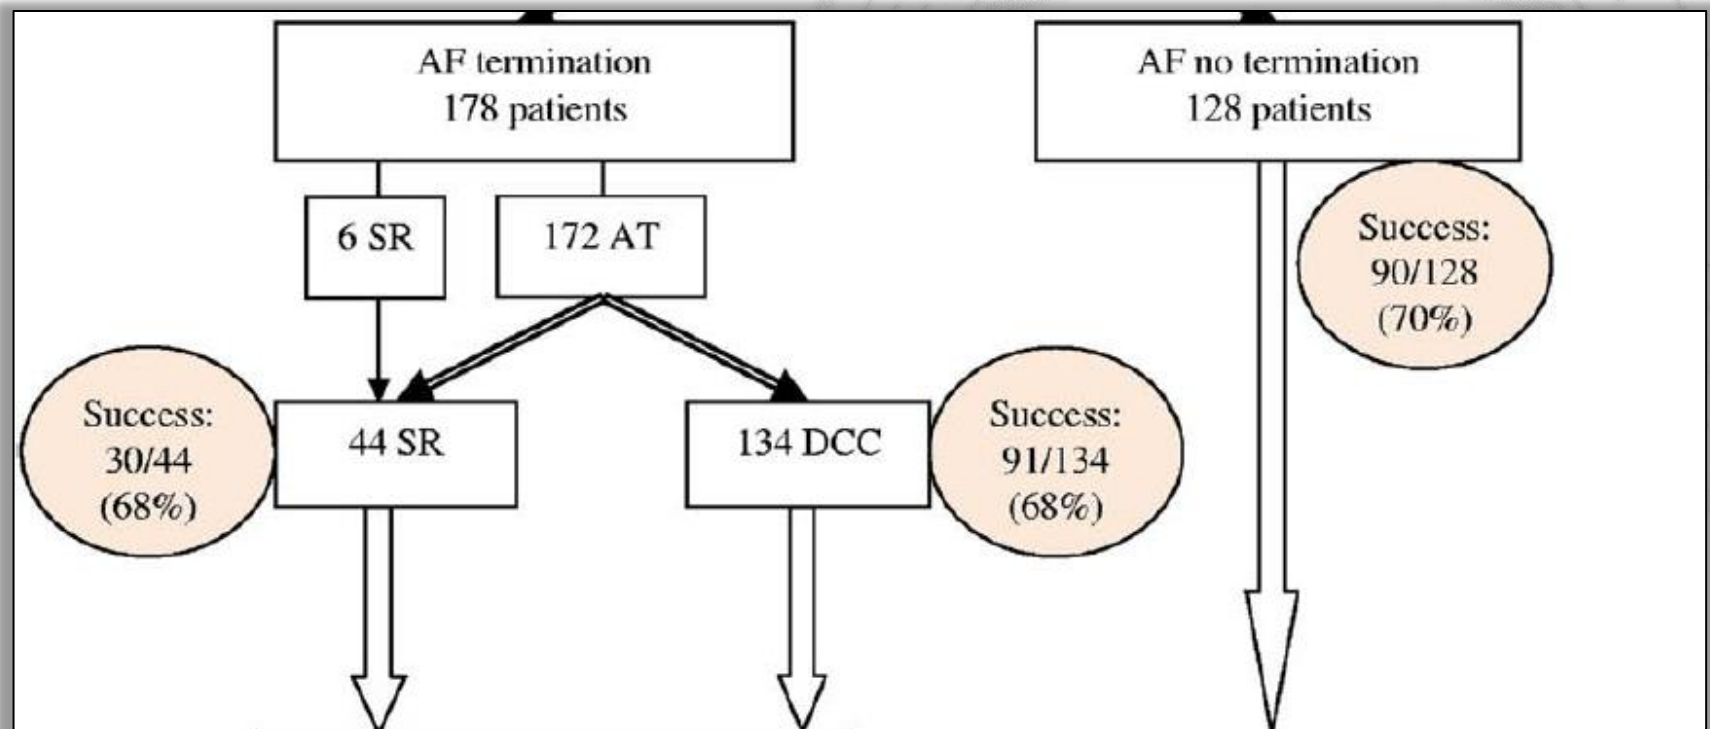 AF termination
178 patients
AF no termination
128 patients
6 SR
172 AT
Success:
90/128
(70%)
Success:
30/44
(68%)
44 SR
134 DCC
Success:
91/134
(68%)